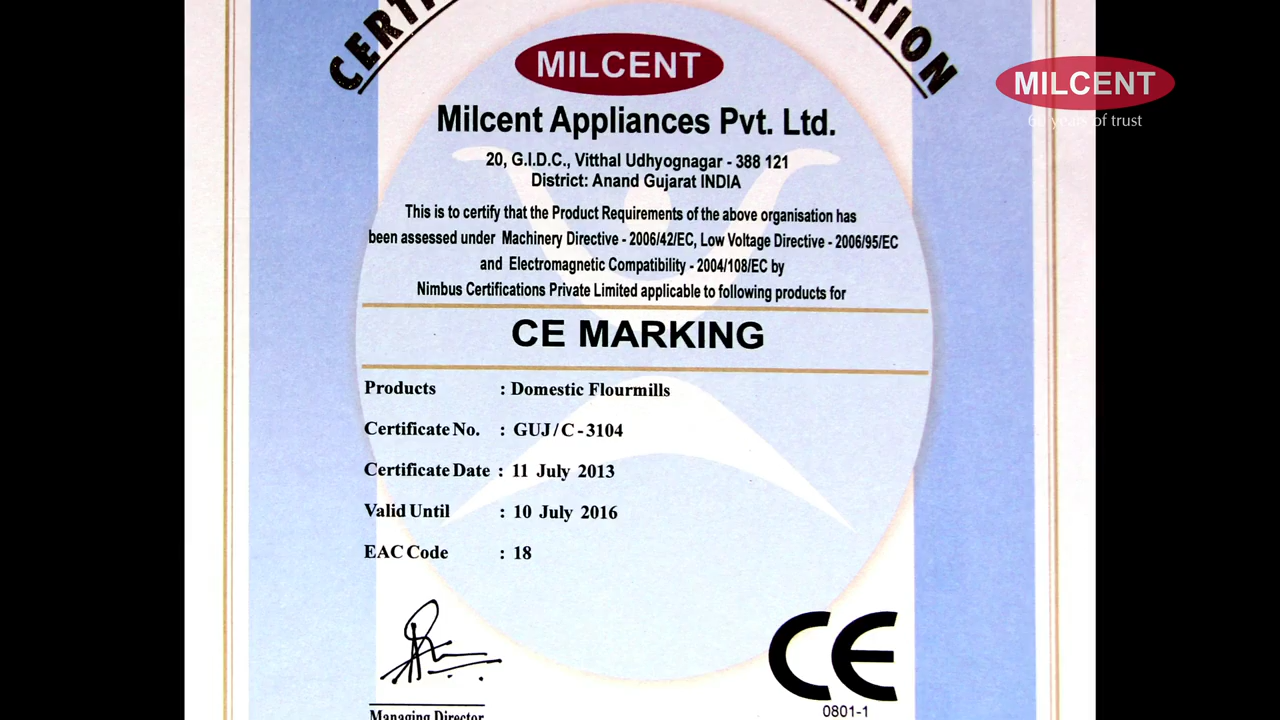 MILCENT
Milcent Appliances Pvt. Ltd.
20, G.I.D.C., Vitthal Udhyognagar - 388 121
District: Anand Gujarat INDIA
This is to certify that the Product Requirements of the above organisation has
been assessed under Machinery Directive - 2006/42/EC, Low Voltage Directive - 2006/95/EC
and Electromagnetic Compatibility - 2004/108/EC by
Nimbus Certifications Private Limited applicable to following products for
CE MARKING
Products : Domestic Flourmills
Certificate No. : GUJ/C-3104
Certificate Date : 11 July 2013
Valid Until : 10 July 2016
EAC Code : 18
CE
0801-1
Managing Director
MILCENT
60 years of trust